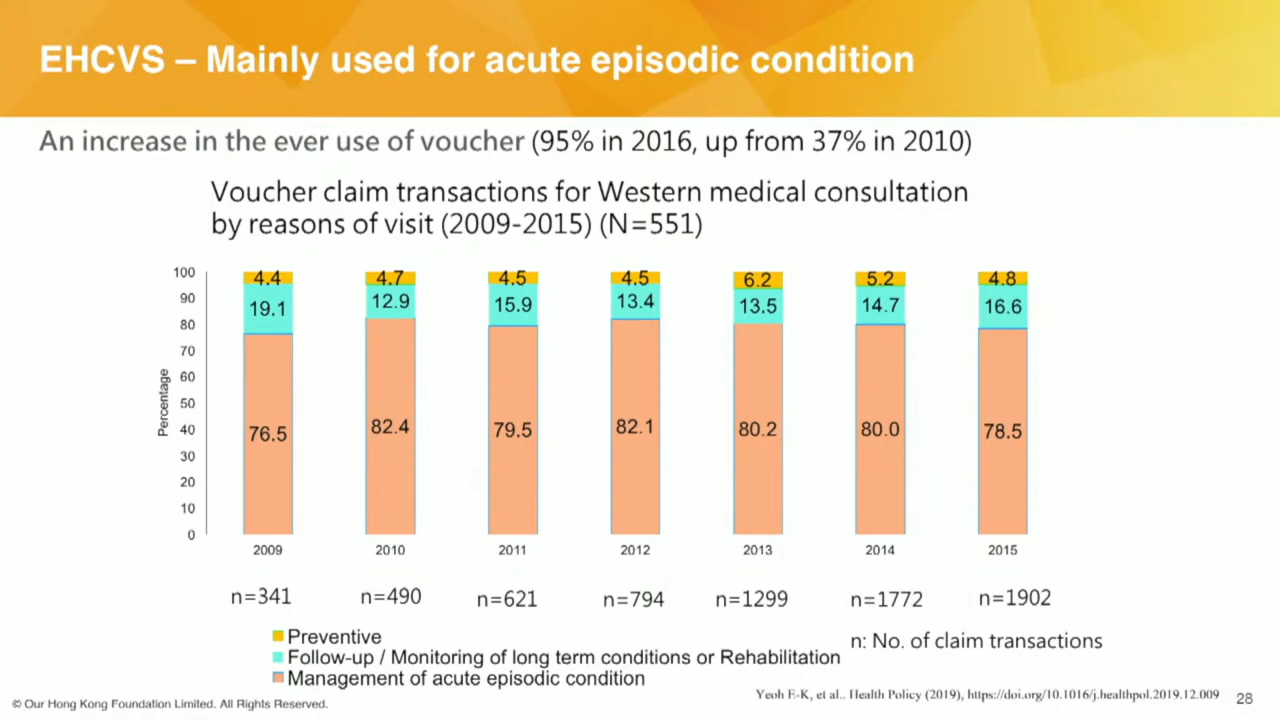 EHCVS – Mainly used for acute episodic condition
An increase in the ever use of voucher (95% in 2016, up from 37% in 2010)
Voucher claim transactions for Western medical consultation
by reasons of visit (2009-2015) (N=551)
Percentage
100
90
80
70
60
50
40
30
20
10
0
4.4 4.7 4.5 4.5 6.2 5.2 4.8
19.1 12.9 15.9 13.4 13.5 14.7 16.6
76.5 82.4 79.5 82.1 80.2 80.0 78.5
2009 2010 2011 2012 2013 2014 2015
n=341 n=490 n=621 n=794 n=1299 n=1772 n=1902
Preventive
Follow-up / Monitoring of long term conditions or Rehabilitation
Management of acute episodic condition
n: No. of claim transactions
Yeoh E-K, et al.. Health Policy (2019), https://doi.org/10.1016/j.healthpol.2019.12.009
© Our Hong Kong Foundation Limited. All Rights Reserved.
28